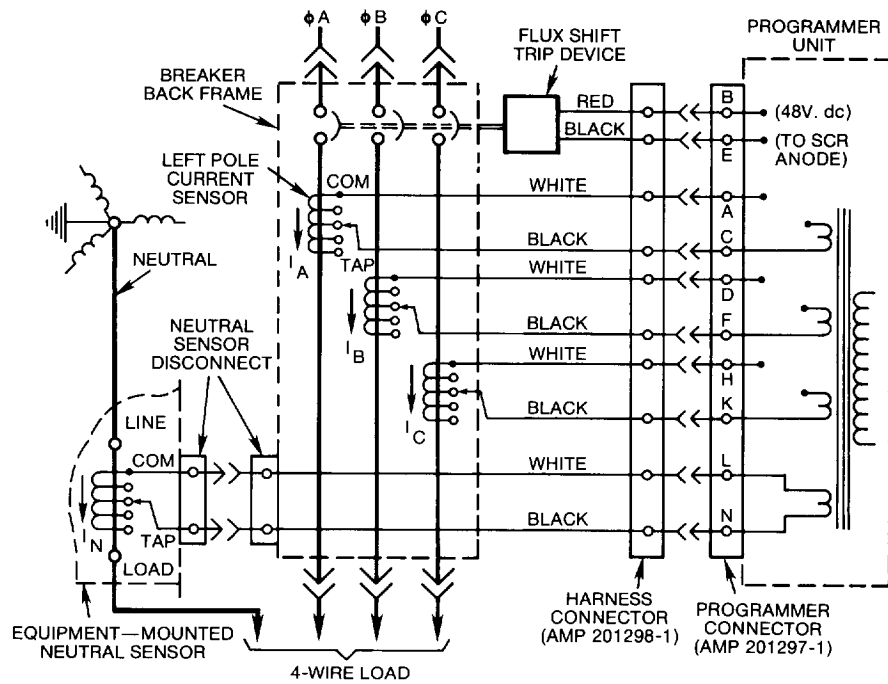 ϕA
ϕB
ϕC
FLUX SHIFT
TRIP DEVICE
PROGRAMMER
UNIT
BREAKER
BACK FRAME
RED
BLACK
B
E
(48V. dc)
(TO SCR
ANODE)
LEFT POLE
CURRENT
SENSOR
COM
WHITE
A
I A
TAP
BLACK
C
NEUTRAL
WHITE
D
I B
BLACK
F
NEUTRAL
SENSOR
DISCONNECT
WHITE
H
I C
BLACK
K
LINE
COM
WHITE
L
I N
TAP
BLACK
N
LOAD
EQUIPMENT—MOUNTED
NEUTRAL SENSOR
4-WIRE LOAD
HARNESS
CONNECTOR
(AMP 201298-1)
PROGRAMMER
CONNECTOR
(AMP 201297-1)